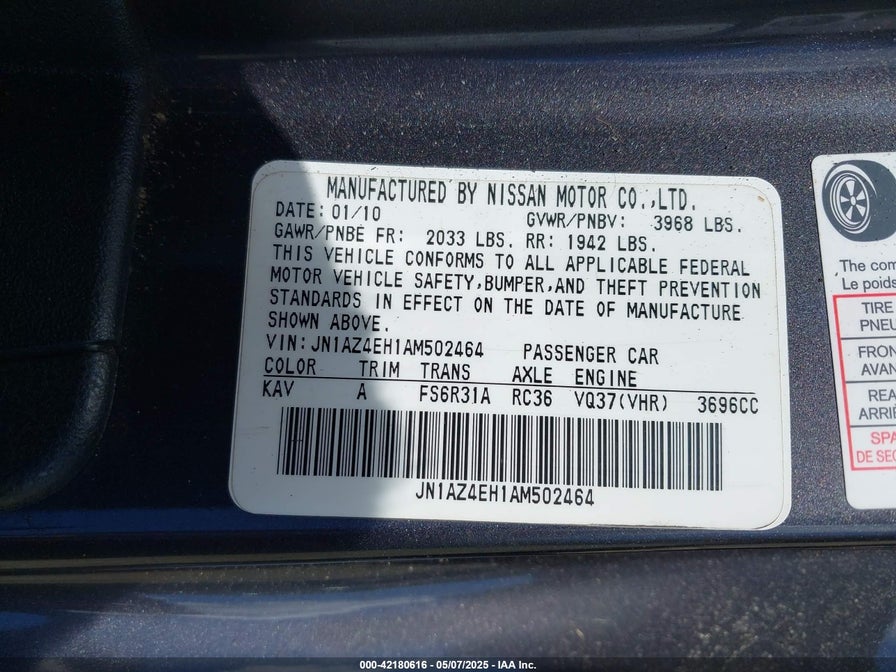 MANUFACTURED BY NISSAN MOTOR CO.,LTD.
DATE: 01/10 GVWR/PNBV: 3968 LBS.
GAWR/PNBE FR: 2033 LBS. RR: 1942 LBS.
THIS VEHICLE CONFORMS TO ALL APPLICABLE FEDERAL
MOTOR VEHICLE SAFETY,BUMPER,AND THEFT PREVENTION
STANDARDS IN EFFECT ON THE DATE OF MANUFACTURE
SHOWN ABOVE.
VIN:JN1AZ4EH1AM502464 PASSENGER CAR
COLOR TRIM TRANS AXLE ENGINE
KAV A FS6R31A RC36 VQ37(VHR) 3696CC
JN1AZ4EH1AM502464
The com
Le poids
TIRE
PNEU
FRON
AVAN
REA
ARRIÈ
SPA
DE SEC
000-42180616 - 05/07/2025 - IAA Inc.